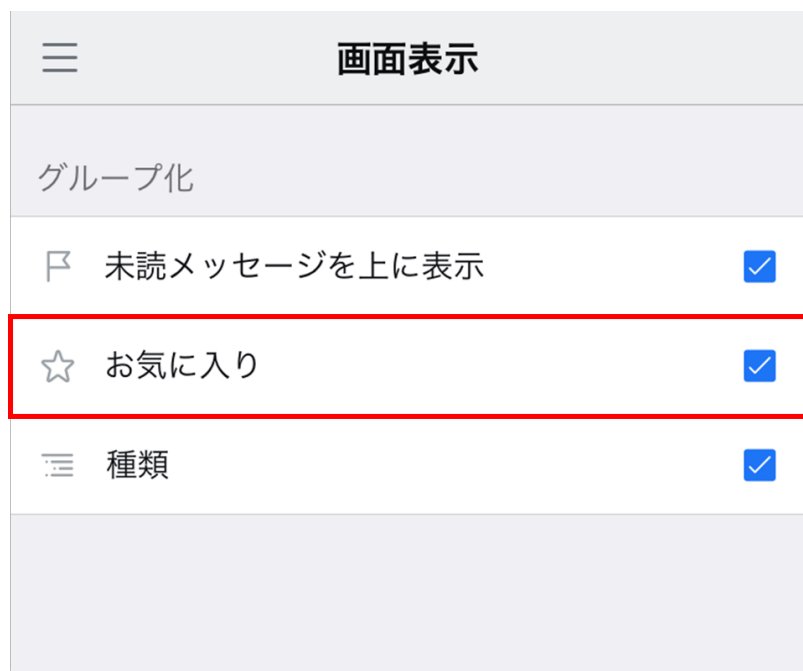 画面表示
グループ化
未読メッセージを上に表示
お気に入り
種類